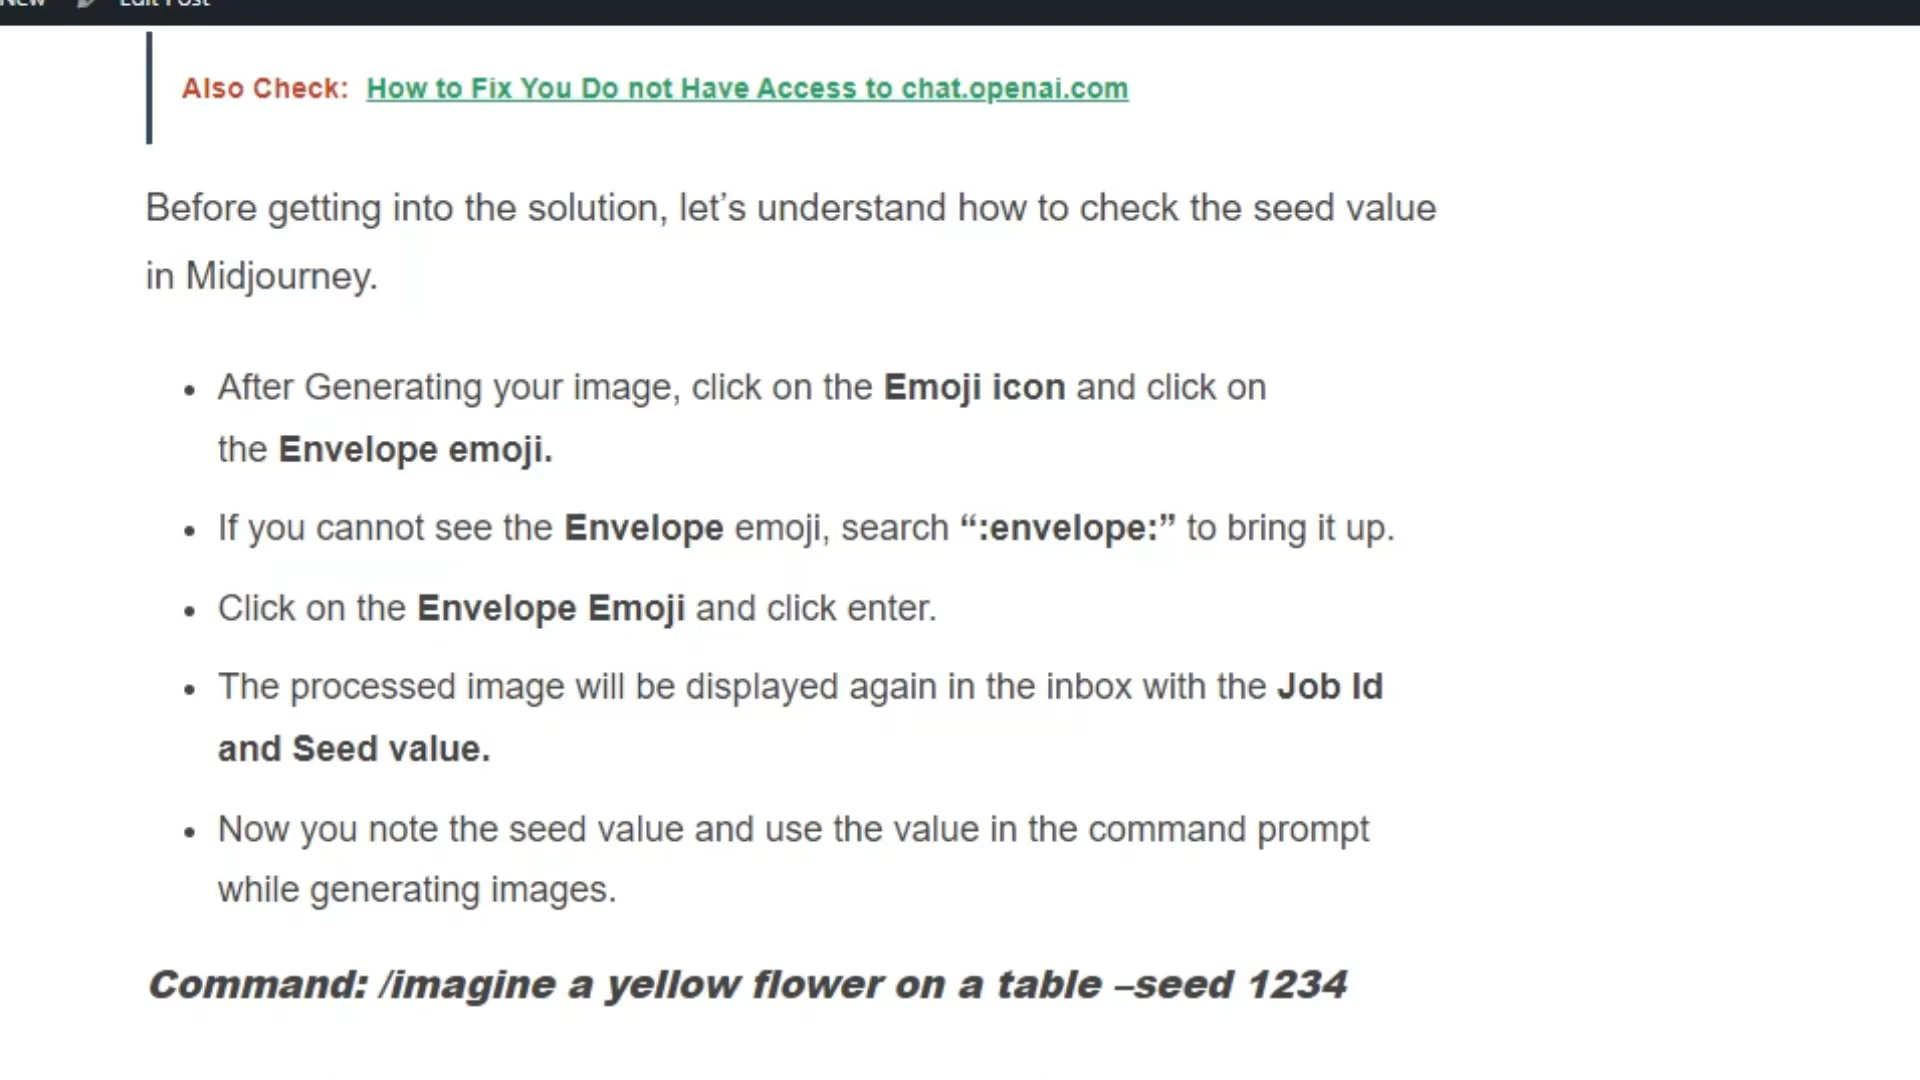 New Edit Post
Also Check: How to Fix You Do not Have Access to chat.openai.com
Before getting into the solution, let’s understand how to check the seed value
in Midjourney.
• After Generating your image, click on the Emoji icon and click on
the Envelope emoji.
• If you cannot see the Envelope emoji, search “:envelope:” to bring it up.
• Click on the Envelope Emoji and click enter.
• The processed image will be displayed again in the inbox with the Job Id
and Seed value.
• Now you note the seed value and use the value in the command prompt
while generating images.
Command: /imagine a yellow flower on a table –seed 1234